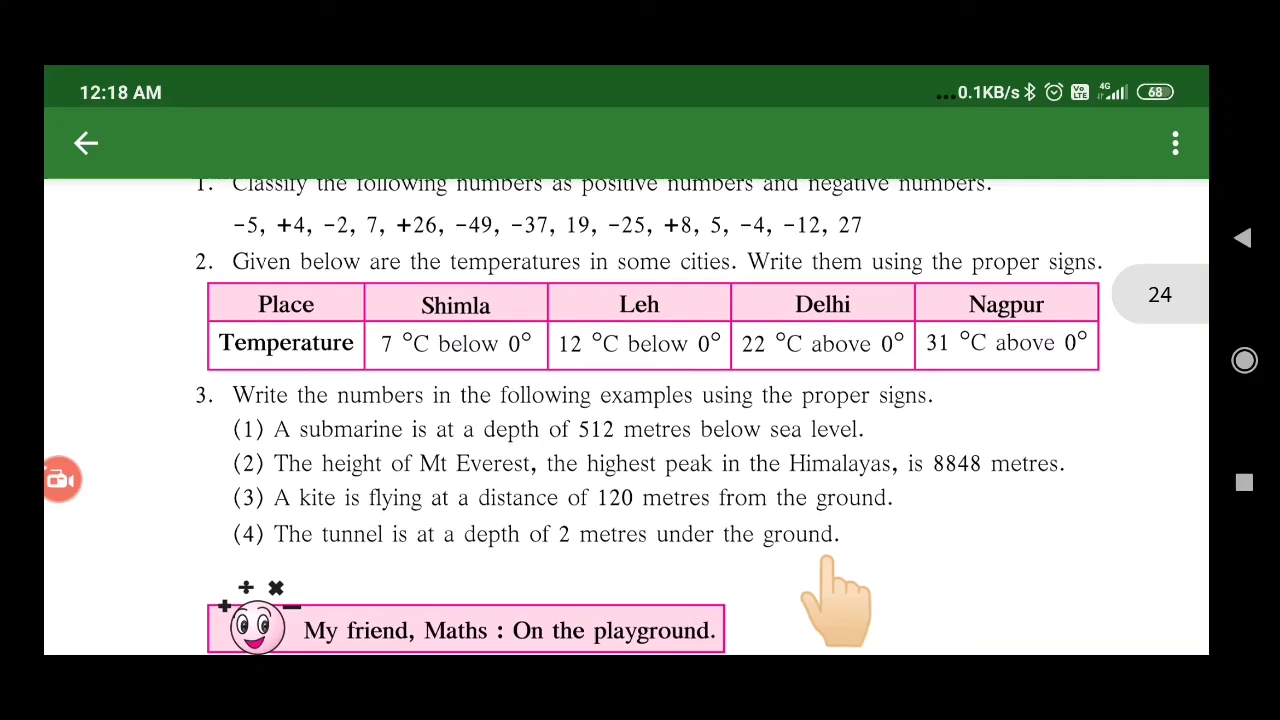 12:18 AM
...0.1KB/s Vo LTE 4G 68
1. Classify the following numbers as positive numbers and negative numbers.
-5, +4, -2, 7, +26, -49, -37, 19, -25, +8, 5, -4, -12, 27
2. Given below are the temperatures in some cities. Write them using the proper signs.
24
Place Shimla Leh Delhi Nagpur
Temperature 7 °C below 0° 12 °C below 0° 22 °C above 0° 31 °C above 0°
3. Write the numbers in the following examples using the proper signs.
(1) A submarine is at a depth of 512 metres below sea level.
(2) The height of Mt Everest, the highest peak in the Himalayas, is 8848 metres.
(3) A kite is flying at a distance of 120 metres from the ground.
(4) The tunnel is at a depth of 2 metres under the ground.
÷ ×
+ −
My friend, Maths : On the playground.